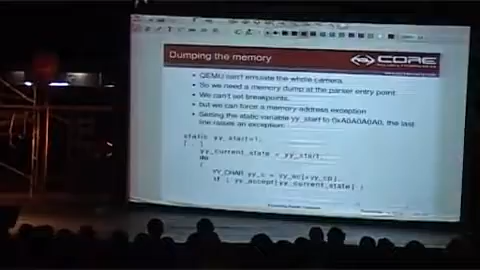 Dumping the memory
CORE
QEMU can't emulate the whole camera.
So we need a memory dump at the parser entry point
We can't set breakpoints.
but we can force a memory address exception
Setting the static variable yy_start to 0xA0A0A0A0, the last
line raises an exception:
static yy_start=1;
[..]
yy_current_state = yy_start;
do
{
YY_CHAR yy_c = yy_ec[*yy_cp];
if ( yy_accept[yy_current_state] )